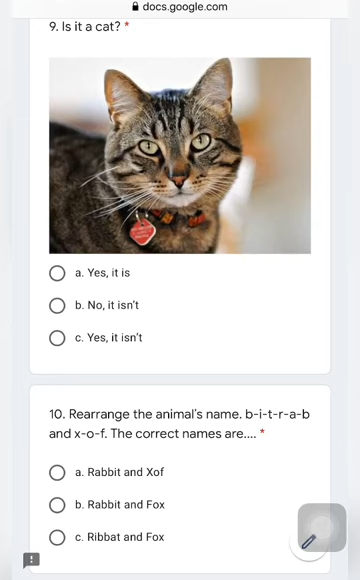 docs.google.com
9. Is it a cat? *
a. Yes, it is
b. No, it isn't
c. Yes, it isn't
10. Rearrange the animal's name. b-i-t-r-a-b
and x-o-f. The correct names are.... *
a. Rabbit and Xof
b. Rabbit and Fox
c. Ribbat and Fox